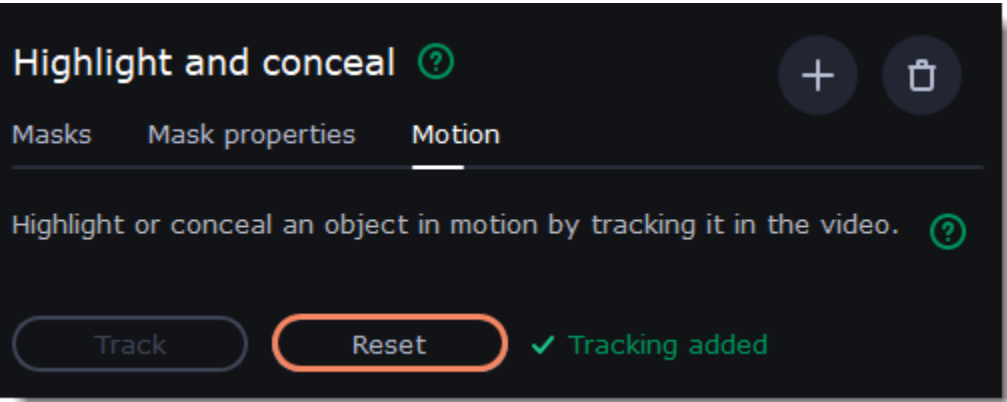 Highlight and conceal ?
Masks Mask properties Motion
Highlight or conceal an object in motion by tracking it in the video. ?
Track Reset ✓ Tracking added